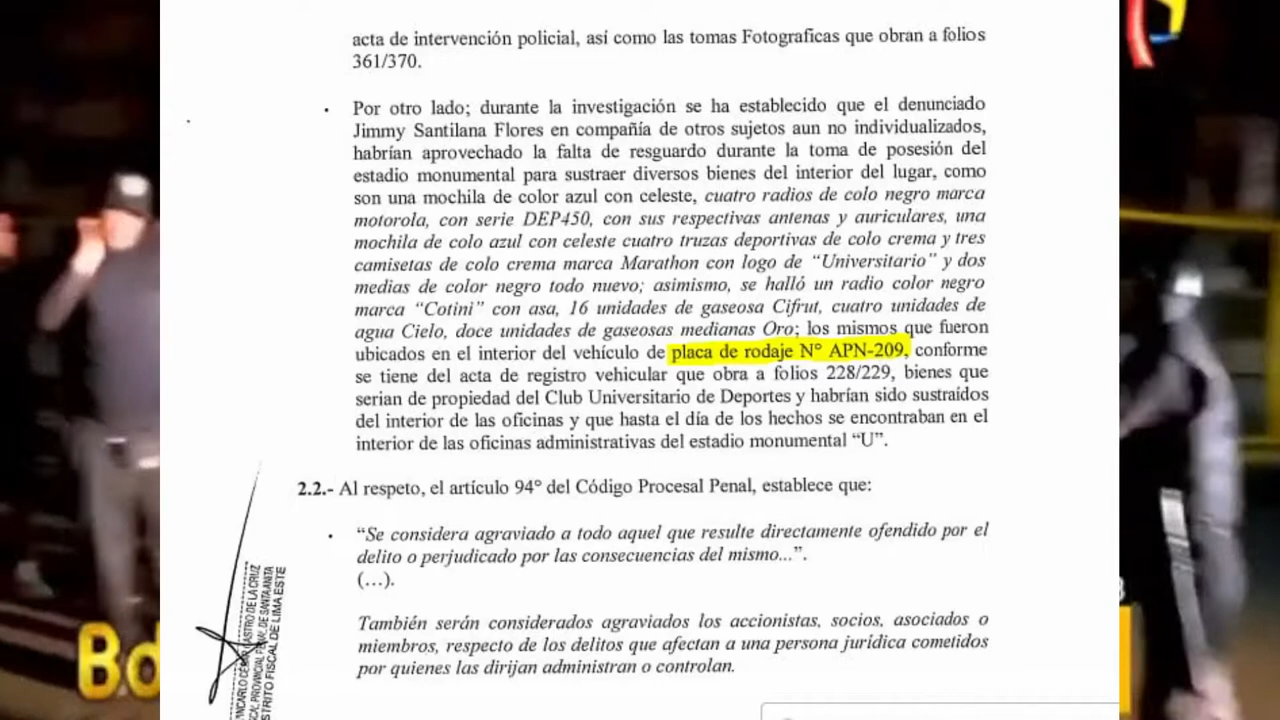 acta de intervención policial, así como las tomas Fotograficas que obran a folios
361/370.
· Por otro lado; durante la investigación se ha establecido que el denunciado
Jimmy Santilana Flores en compañía de otros sujetos aun no individualizados,
habrían aprovechado la falta de resguardo durante la toma de posesión del
estadio monumental para sustraer diversos bienes del interior del lugar, como
son una mochila de color azul con celeste, cuatro radios de colo negro marca
motorola, con serie DEP450, con sus respectivas antenas y auriculares, una
mochila de colo azul con celeste cuatro truzas deportivas de colo crema y tres
camisetas de colo crema marca Marathon con logo de “Universitario” y dos
medias de color negro todo nuevo; asimismo, se halló un radio color negro
marca “Cotini” con asa, 16 unidades de gaseosa Cifrut, cuatro unidades de
agua Cielo, doce unidades de gaseosas medianas Oro; los mismos que fueron
ubicados en el interior del vehículo de placa de rodaje N° APN-209, conforme
se tiene del acta de registro vehicular que obra a folios 228/229, bienes que
serian de propiedad del Club Universitario de Deportes y habrían sido sustraídos
del interior de las oficinas y que hasta el día de los hechos se encontraban en el
interior de las oficinas administrativas del estadio monumental “U”.
2.2.- Al respeto, el artículo 94° del Código Procesal Penal, establece que:
· “Se considera agraviado a todo aquel que resulte directamente ofendido por el
delito o perjudicado por las consecuencias del mismo...”.
(…).
También serán considerados agraviados los accionistas, socios, asociados o
miembros, respecto de los delitos que afectan a una persona jurídica cometidos
por quienes las dirijan administran o controlan.
DE LA CRUZ
DE SANTA ANITA
STRITO FISCAL DE LIMA ESTE
Bo